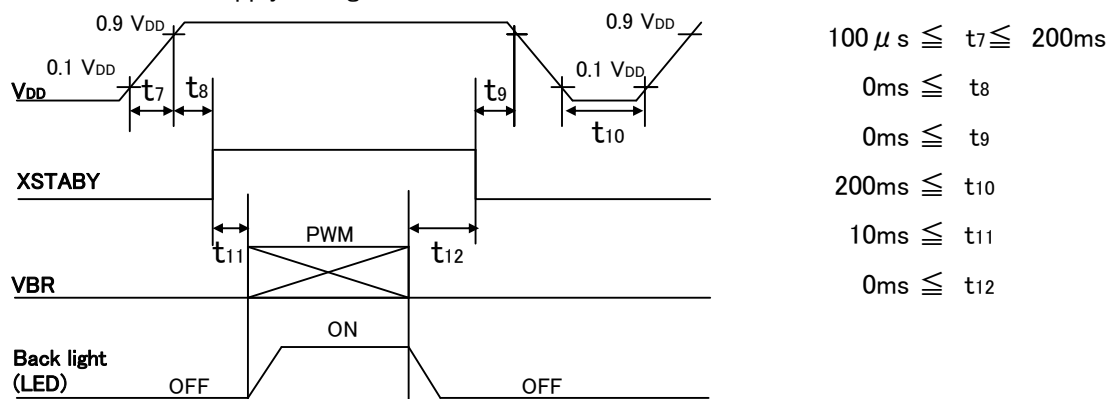 0.9 VDD 0.9 VDD
0.1 VDD 0.1 VDD
VDD t7 t8 t9 t10
XSTABY
t11 PWM t12
VBR
ON
Back light
(LED) OFF OFF
100μs ≦ t7≦ 200ms
0ms ≦ t8
0ms ≦ t9
200ms ≦ t10
10ms ≦ t11
0ms ≦ t12